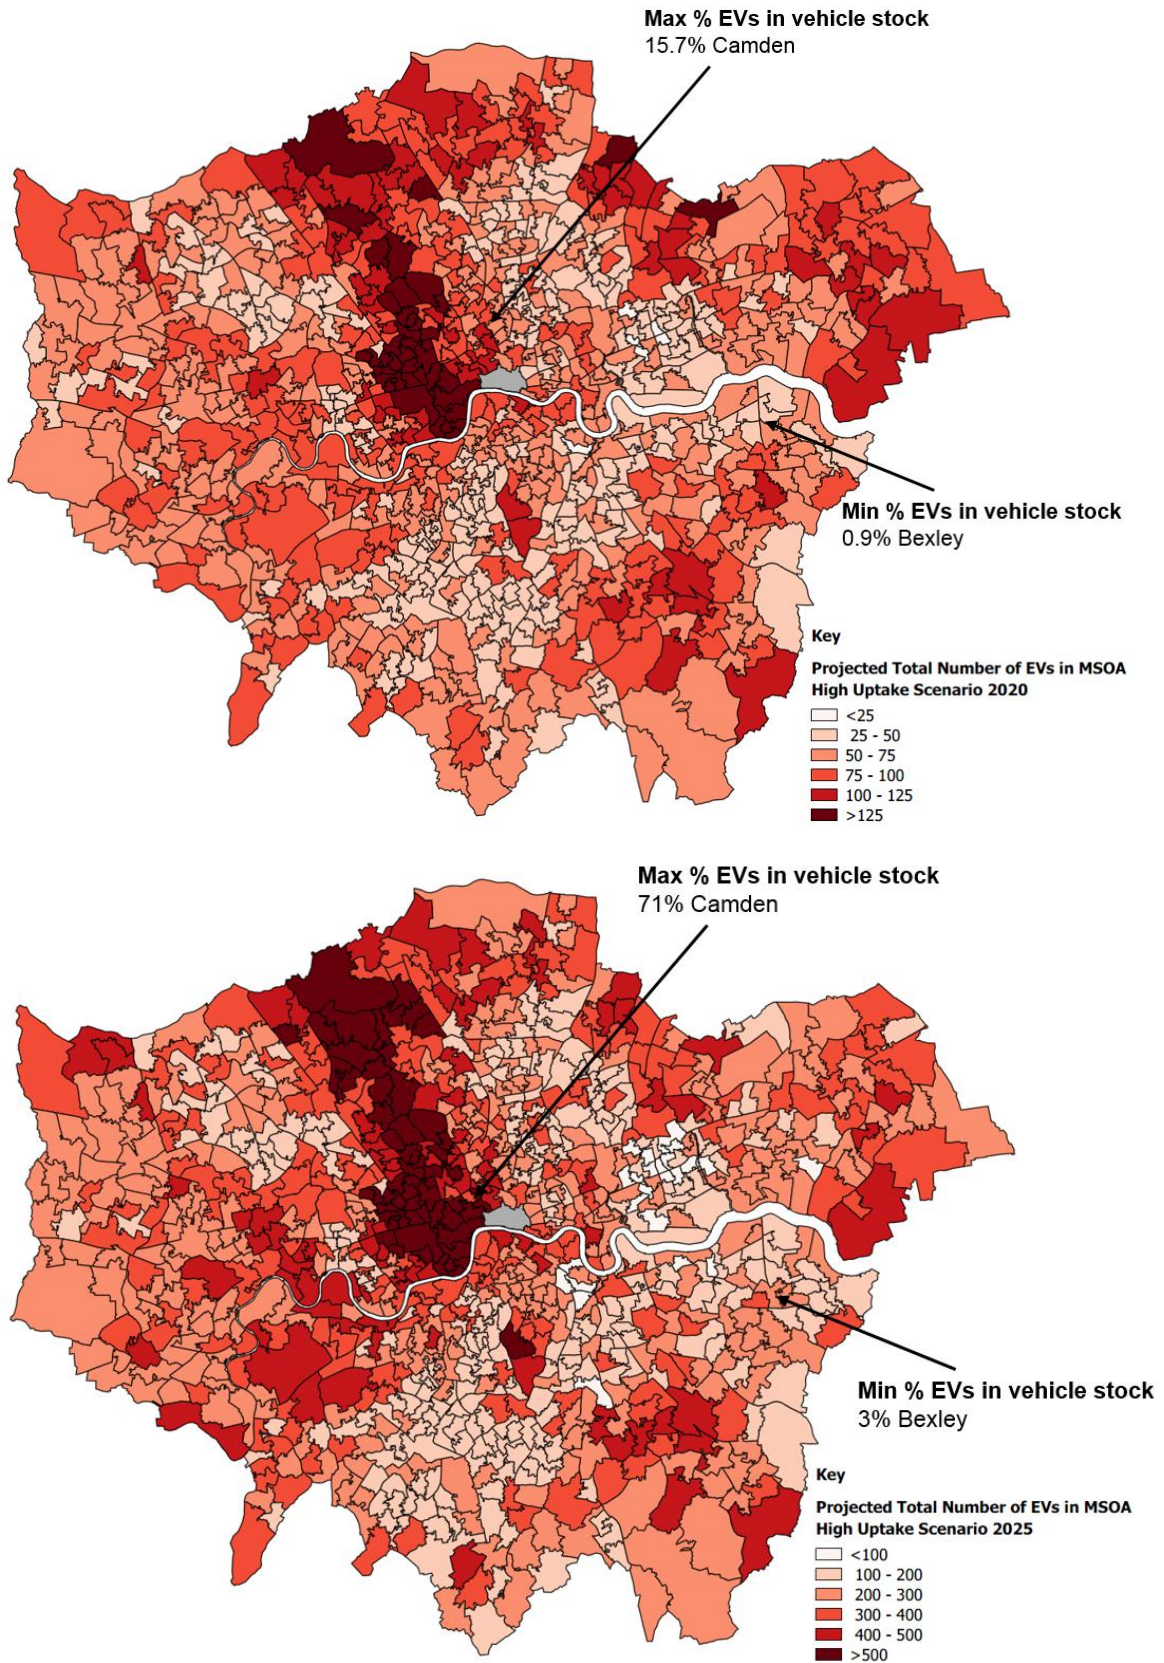 Max % EVs in vehicle stock
15.7% Camden
Min % EVs in vehicle stock
0.9% Bexley
Key
Projected Total Number of EVs in MSOA
High Uptake Scenario 2020
<25
25 - 50
50 - 75
75 - 100
100 - 125
>125
Max % EVs in vehicle stock
71% Camden
Min % EVs in vehicle stock
3% Bexley
Key
Projected Total Number of EVs in MSOA
High Uptake Scenario 2025
<100
100 - 200
200 - 300
300 - 400
400 - 500
>500